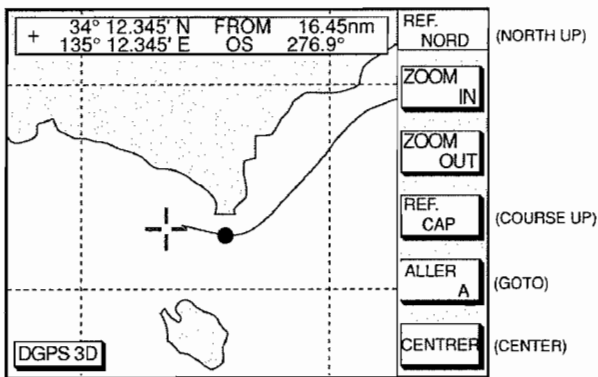 + 34° 12.345' N FROM 16.45nm
135° 12.345' E OS 276.9°
REF.
NORD
(NORTH UP)
ZOOM
IN
ZOOM
OUT
REF.
CAP
(COURSE UP)
ALLER
A
(GOTO)
CENTRER
(CENTER)
DGPS 3D